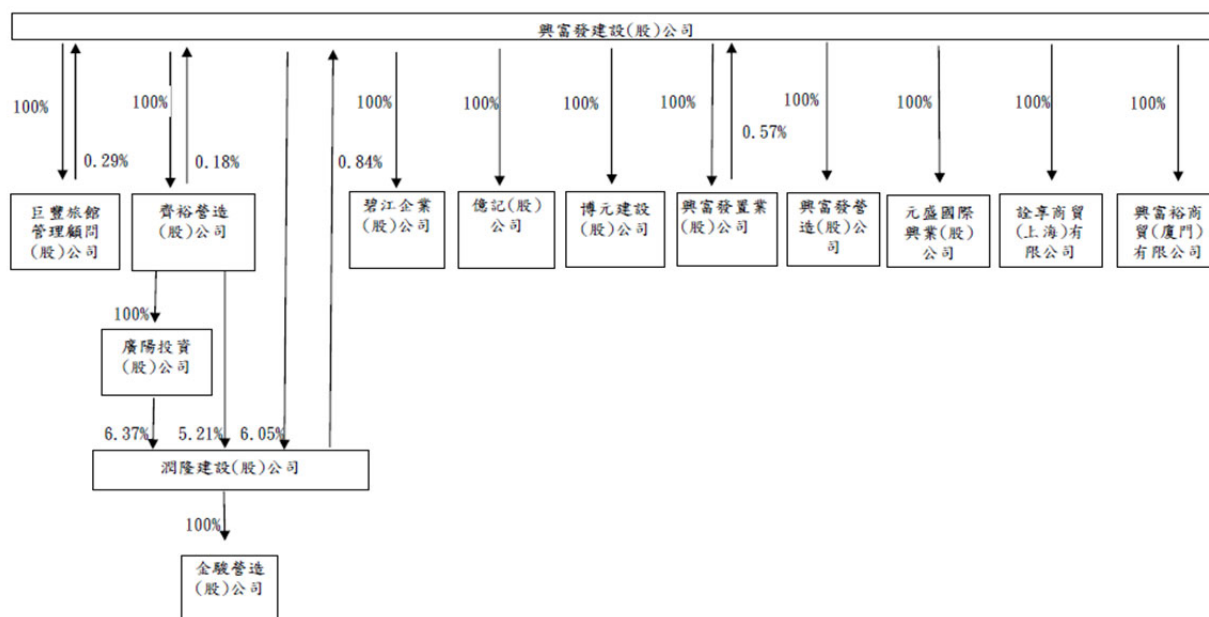 興富發建設(股)公司
100%
100%
100%
100%
100%
100%
100%
100%
100%
100%
0.29%
0.18%
0.84%
0.57%
巨豐旅館
管理顧問
(股)公司
齊裕營造
(股)公司
碧江企業
(股)公司
億記(股)
公司
博元建設
(股)公司
興富發置業
(股)公司
興富發營
造(股)公
司
元盛國際
興業(股)
公司
詮享商貿
(上海)有
限公司
興富裕商
貿(廈門)
有限公司
100%
廣陽投資
(股)公司
6.37%
5.21%
6.05%
潤隆建設(股)公司
100%
金駿營造
(股)公司